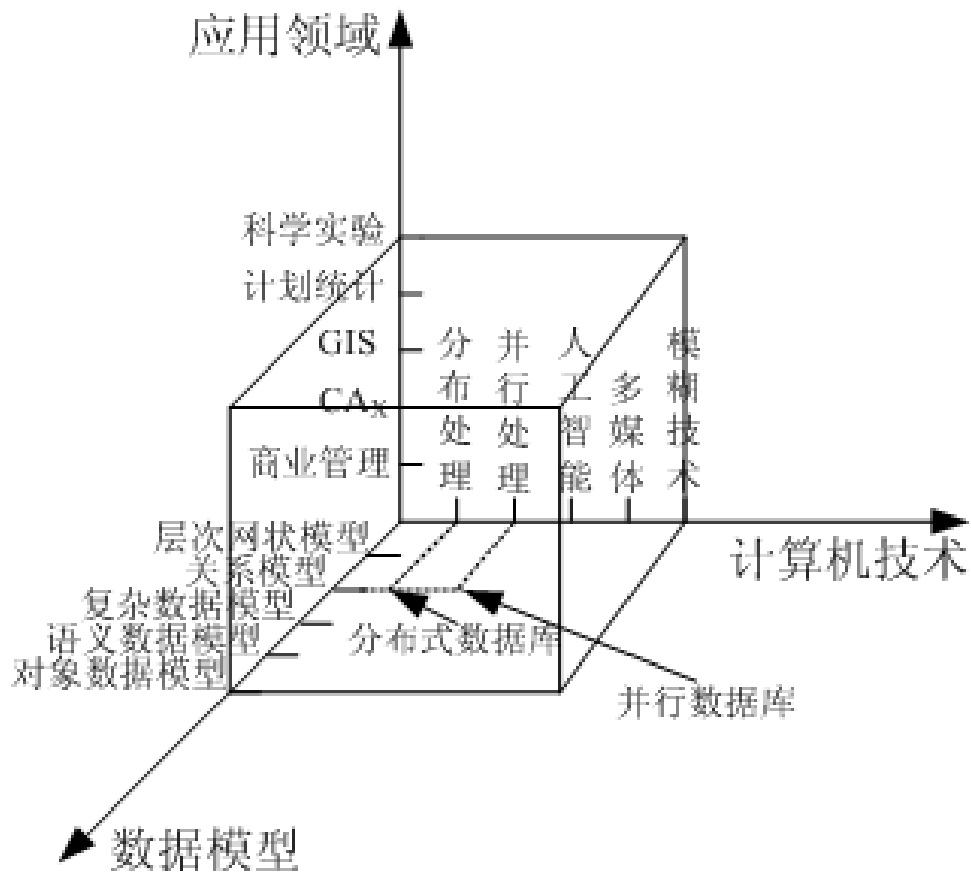 应用领域
科学实验
计划统计
GIS
CAX
商业管理
分布处理
并行处理
人工智能
多媒体
模糊技术
计算机技术
层次网状模型
关系模型
复杂数据模型
语义数据模型
对象数据模型
分布式数据库
并行数据库
数据模型